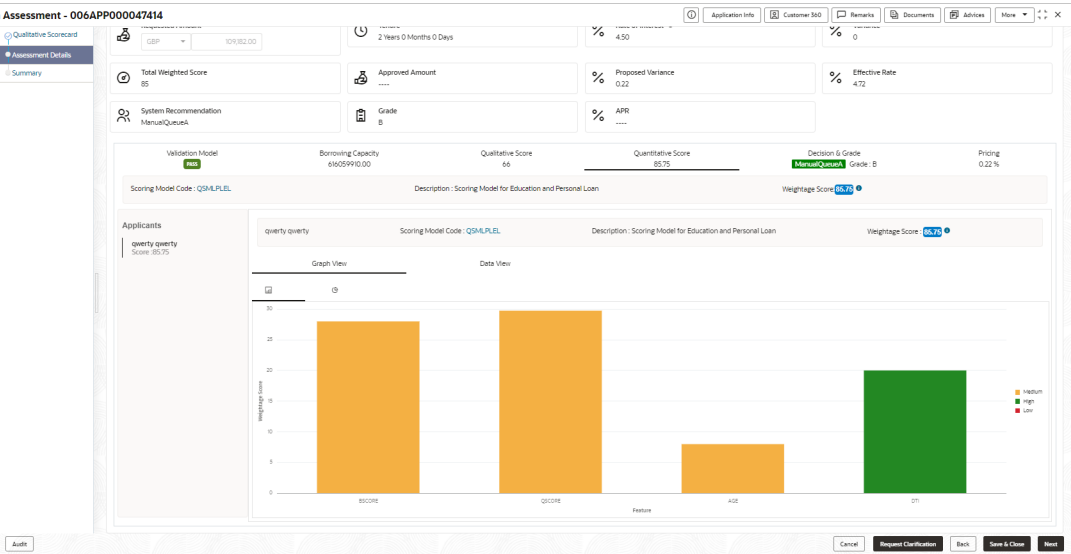 Assessment - 006APP000047414
Application Info
Customer 360
Remarks
Documents
Advices
More
Qualitative Scorecard
Assessment Details
Summary
GBP
109,182.00
2 Years 0 Months 0 Days
4.50
0
Total Weighted Score
85
Approved Amount
----
Proposed Variance
0.22
Effective Rate
4.72
System Recommendation
ManualQueueA
Grade
B
APR
----
Validation Model
PASS
Borrowing Capacity
616059910.00
Qualitative Score
66
Quantitative Score
85.75
Decision & Grade
ManualQueueA Grade : B
Pricing
0.22 %
Scoring Model Code : QSMLPLEL
Description : Scoring Model for Education and Personal Loan
Weightage Score 85.75
Applicants
qwerty qwerty
Score :85.75
qwerty qwerty
Scoring Model Code : QSMLPLEL
Description : Scoring Model for Education and Personal Loan
Weightage Score : 85.75
Graph View
Data View
30
25
20
15
10
5
0
Weightage Score
BSCORE
QSCORE
AGE
DTI
Feature
Medium
High
Low
Audit
Cancel
Request Clarification
Back
Save & Close
Next